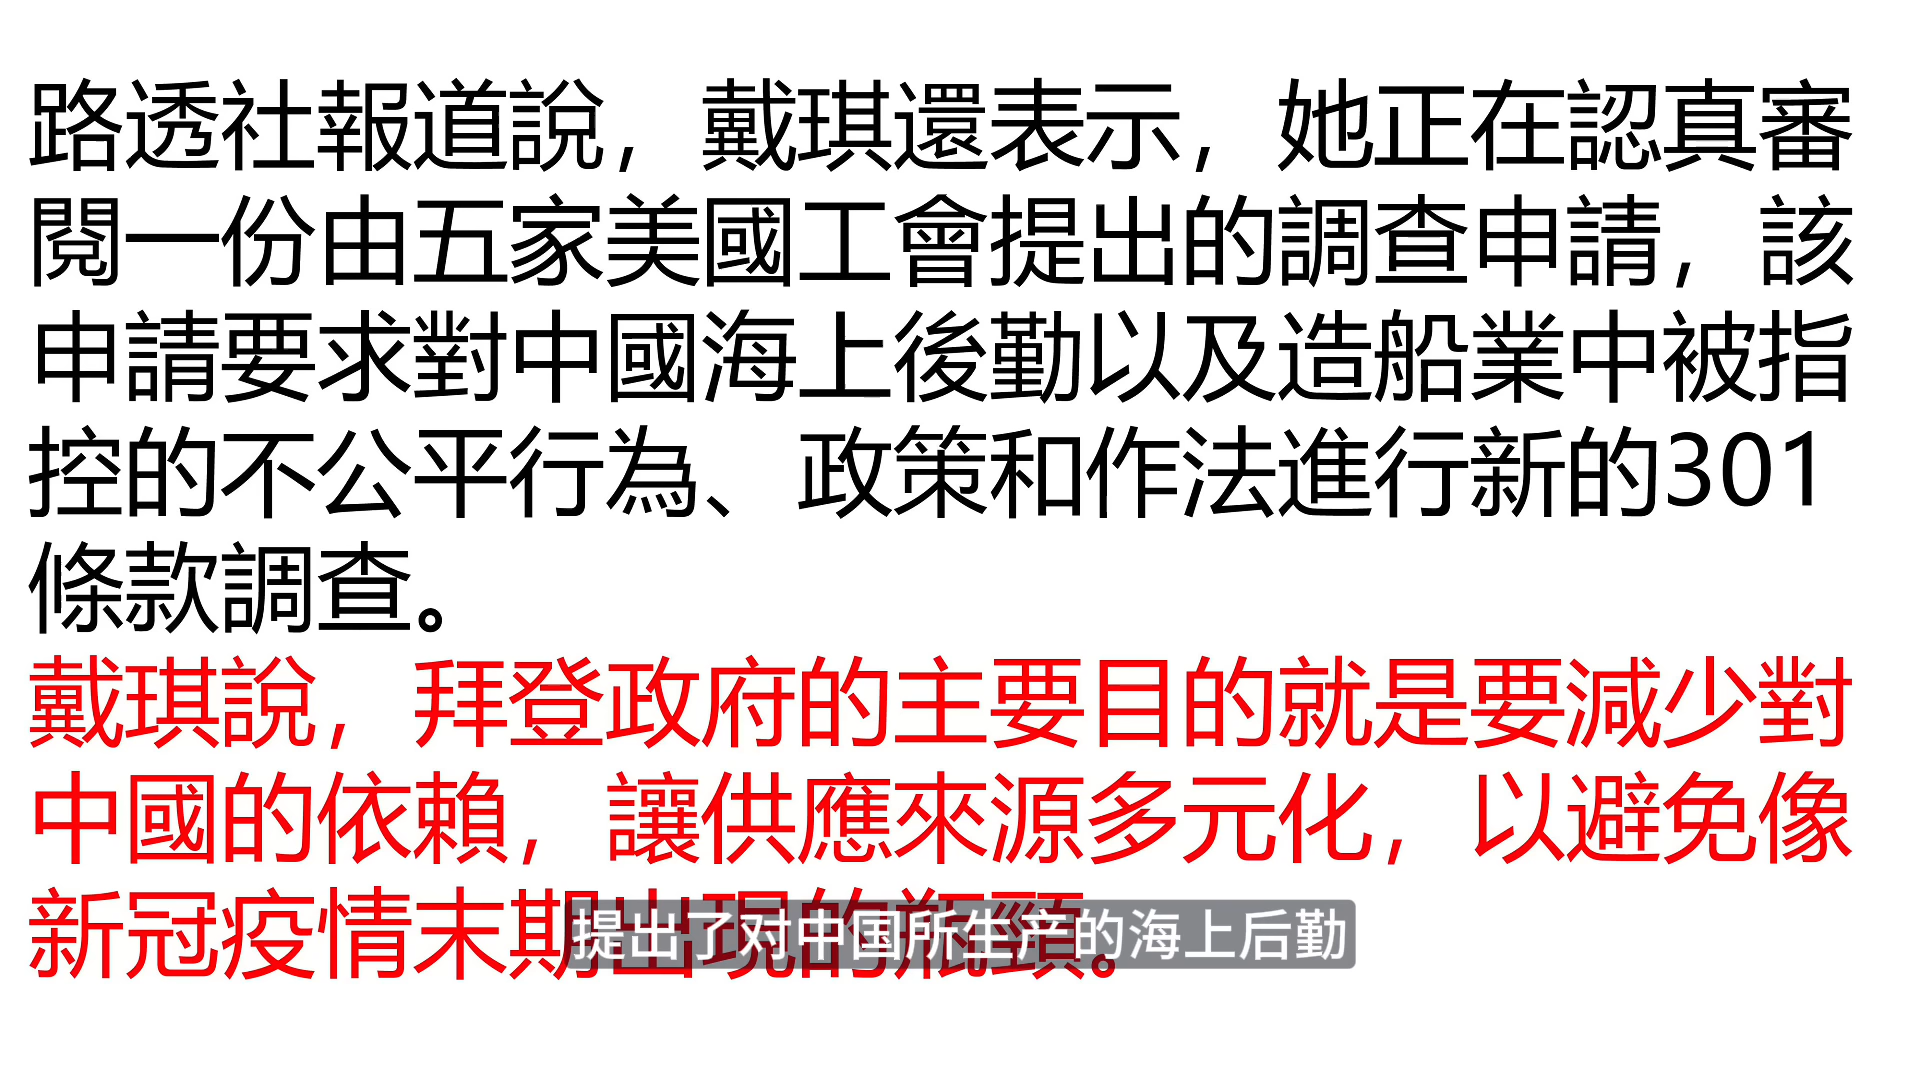 路透社報道說，戴琪還表示，她正在認真審
閱一份由五家美國工會提出的調查申請，該
申請要求對中國海上後勤以及造船業中被指
控的不公平行為、政策和作法進行新的301
條款調查。
戴琪說，拜登政府的主要目的就是要減少對
中國的依賴，讓供應來源多元化，以避免像
新冠疫情末期出現的瓶頸。
提出了对中国所生产的海上后勤